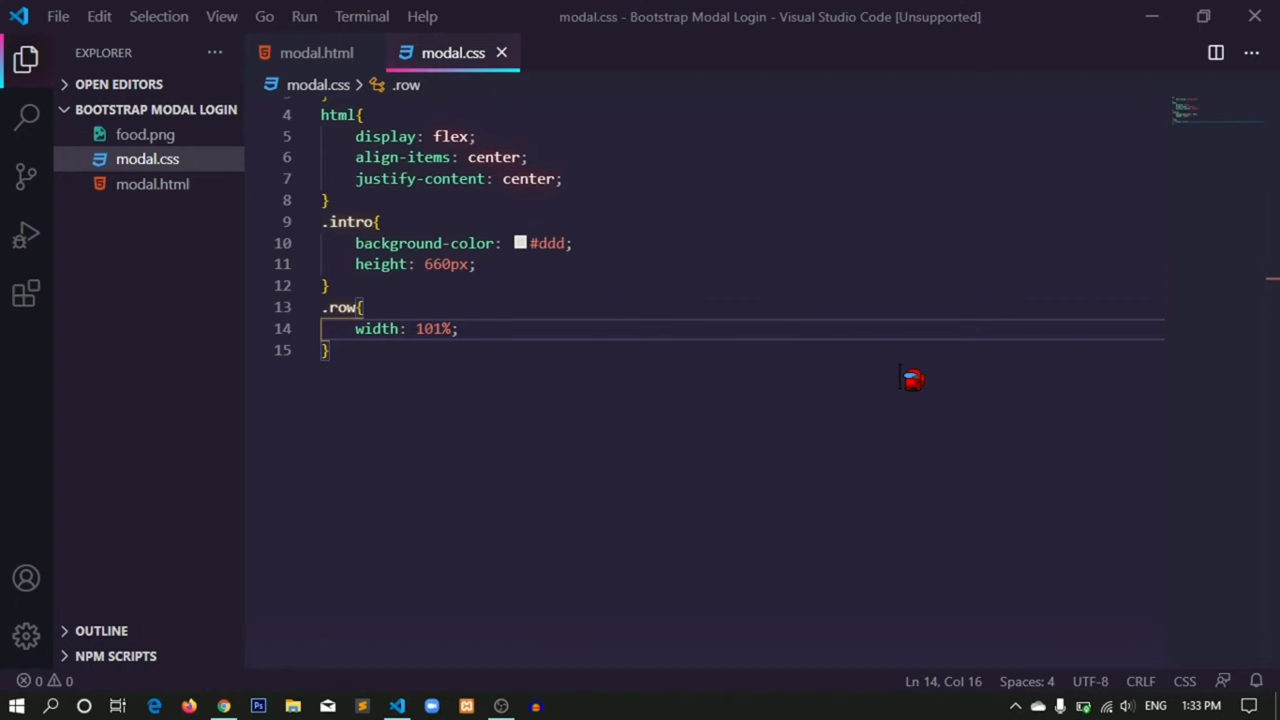 File Edit Selection View Go Run Terminal Help modal.css - Bootstrap Modal Login - Visual Studio Code [Unsupported]
EXPLORER ···
OPEN EDITORS
BOOTSTRAP MODAL LOGIN
food.png
modal.css
modal.html
OUTLINE
NPM SCRIPTS
modal.html modal.css
modal.css > .row
4 html{
5 display: flex;
6 align-items: center;
7 justify-content: center;
8 }
9 .intro{
10 background-color: #ddd;
11 height: 660px;
12 }
13 .row{
14 width: 101%;
15 }
0 0 Ln 14, Col 16 Spaces: 4 UTF-8 CRLF CSS
ENG 1:33 PM